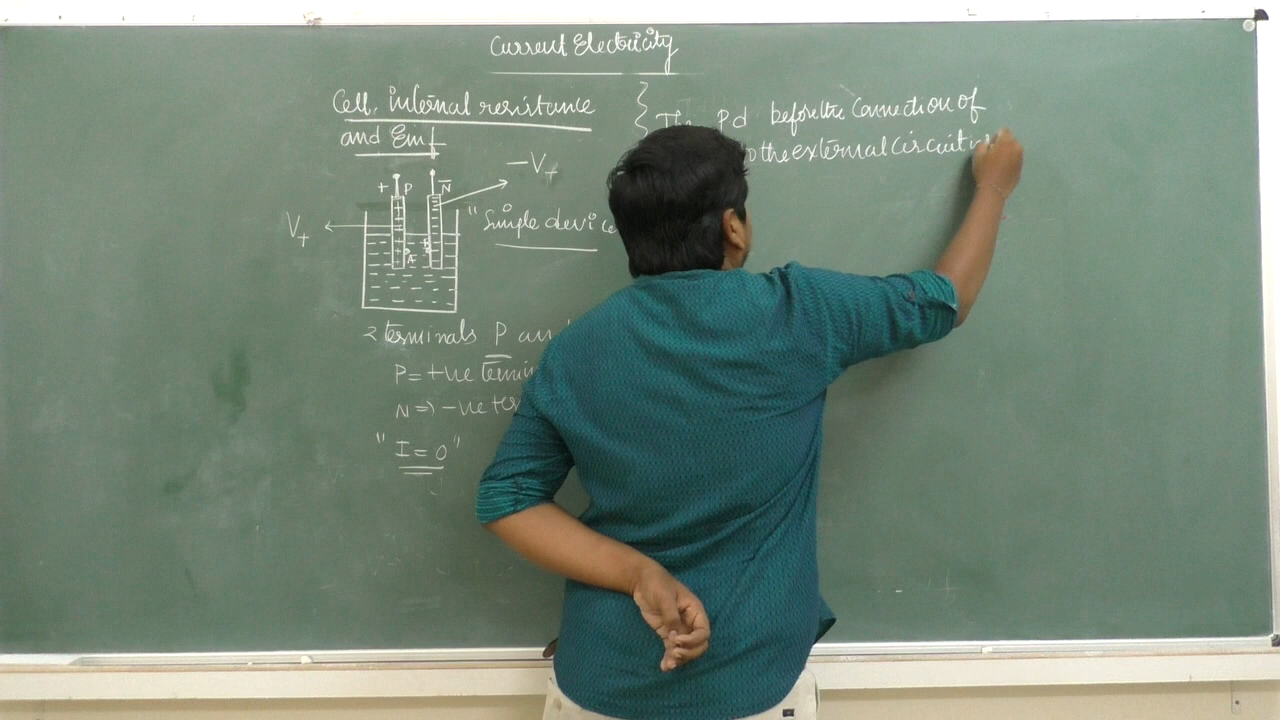 Current Electricity
Cell, internal resistance
and Emf
+ P N
-V+
V+
"Simple device
A B
2 terminals P and
P = +ve termin
N => -ve ter
"I = 0"
The Pd before the Connection of
to the external circuit i